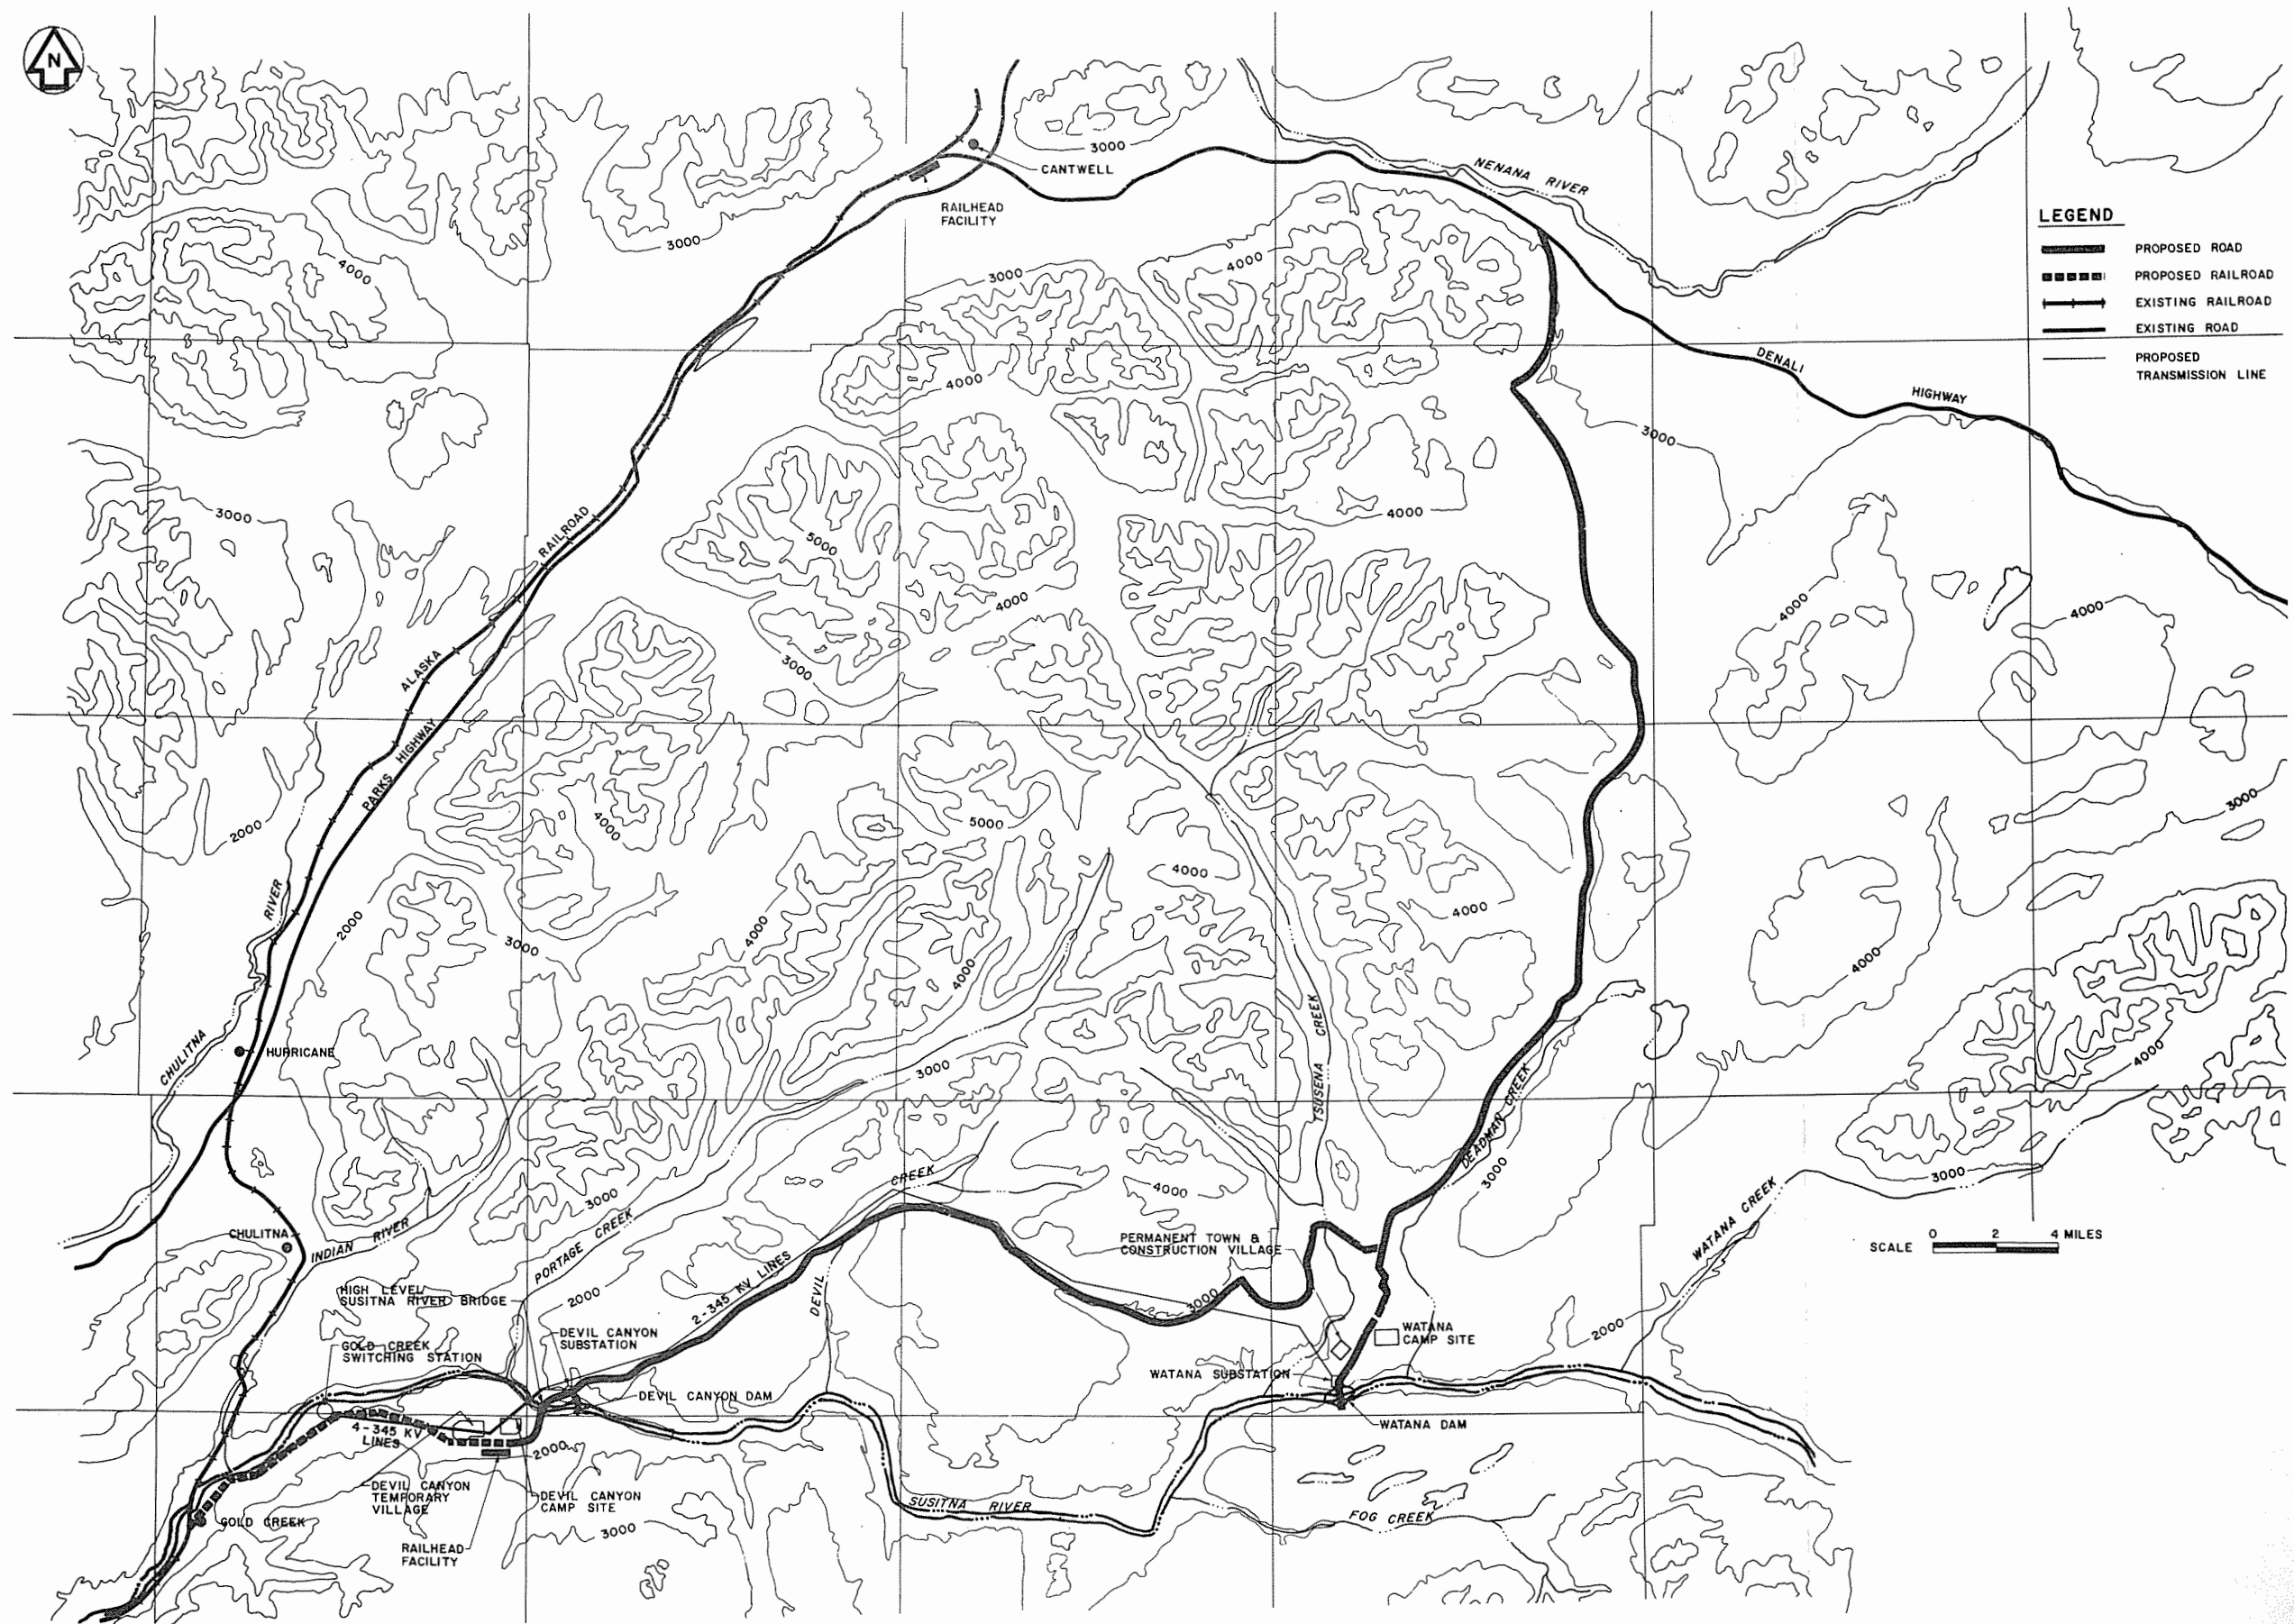 N
3000
CANTWELL
NENANA RIVER
RAILHEAD
FACILITY
3000
4000
3000
4000
LEGEND
PROPOSED ROAD
PROPOSED RAILROAD
EXISTING RAILROAD
EXISTING ROAD
PROPOSED
TRANSMISSION LINE
4000
DENALI
HIGHWAY
3000
3000
4000
RAILROAD
5000
4000
4000
4000
3000
ALASKA
PARKS HIGHWAY
2000
4000
5000
3000
RIVER
2000
3000
4000
4000
4000
4000
4000
CHULITNA
HURRICANE
3000
TSUSENA CREEK
DEADMAN CREEK
4000
3000
CREEK
4000
3000
3000
WATANA CREEK
CHULITNA
INDIAN RIVER
PORTAGE CREEK
PERMANENT TOWN &
CONSTRUCTION VILLAGE
SCALE
0 2 4 MILES
HIGH LEVEL
SUSITNA RIVER BRIDGE
2000
2-345 KV LINES
DEVIL
3000
2000
GOLD CREEK
SWITCHING STATION
DEVIL CANYON
SUBSTATION
WATANA
CAMP SITE
WATANA SUBSTATION
DEVIL CANYON DAM
WATANA DAM
4-345 KV
LINES
2000
DEVIL CANYON
TEMPORARY
VILLAGE
DEVIL CANYON
CAMP SITE
SUSITNA RIVER
FOG CREEK
GOLD CREEK
3000
RAILHEAD
FACILITY